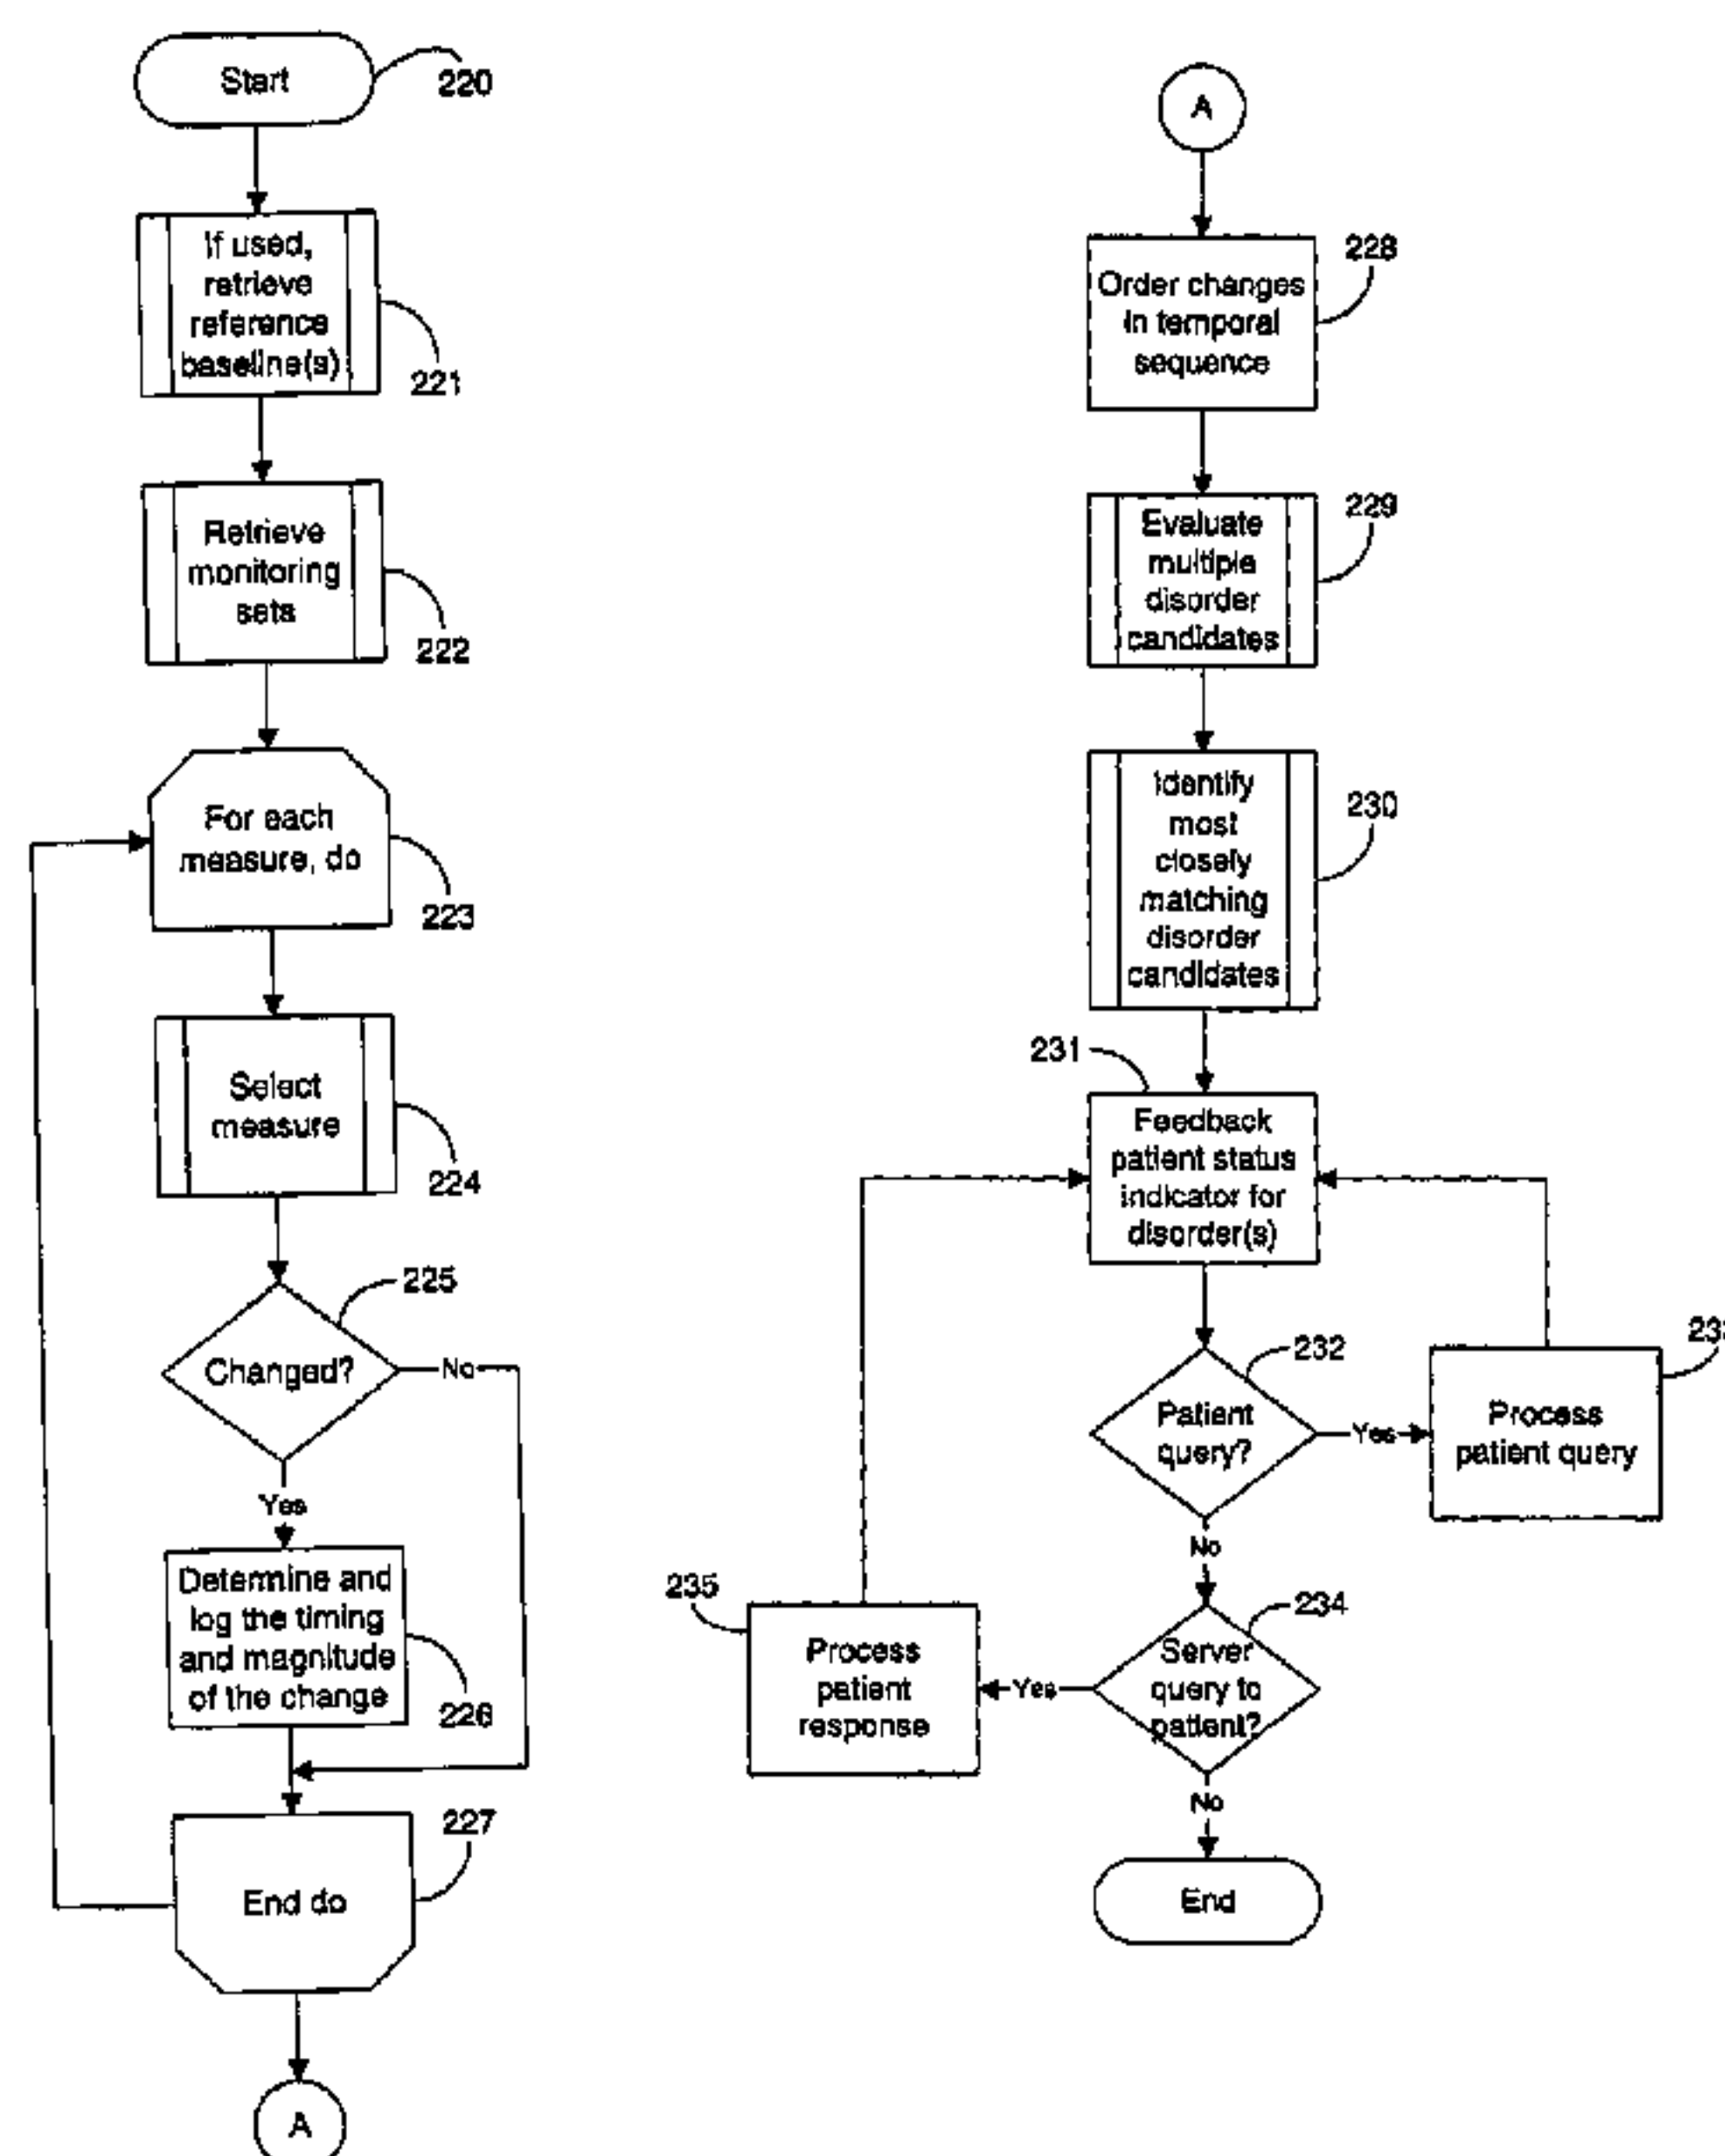 Start
220
If used,
retrieve
reference
baseline(s)
221
Retrieve
monitoring
sets
222
For each
measure, do
223
Select
measure
224
225
Changed?
No
Yes
Determine and
log the timing
and magnitude
of the change
226
227
End do
A
A
228
Order changes
in temporal
sequence
229
Evaluate
multiple
disorder
candidates
Identify
most
closely
matching
disorder
candidates
230
231
Feedback
patient status
indicator for
disorder(s)
232
Patient
query?
Yes
Process
patient query
No
234
Server
query to
patient?
Yes
235
Process
patient
response
No
End